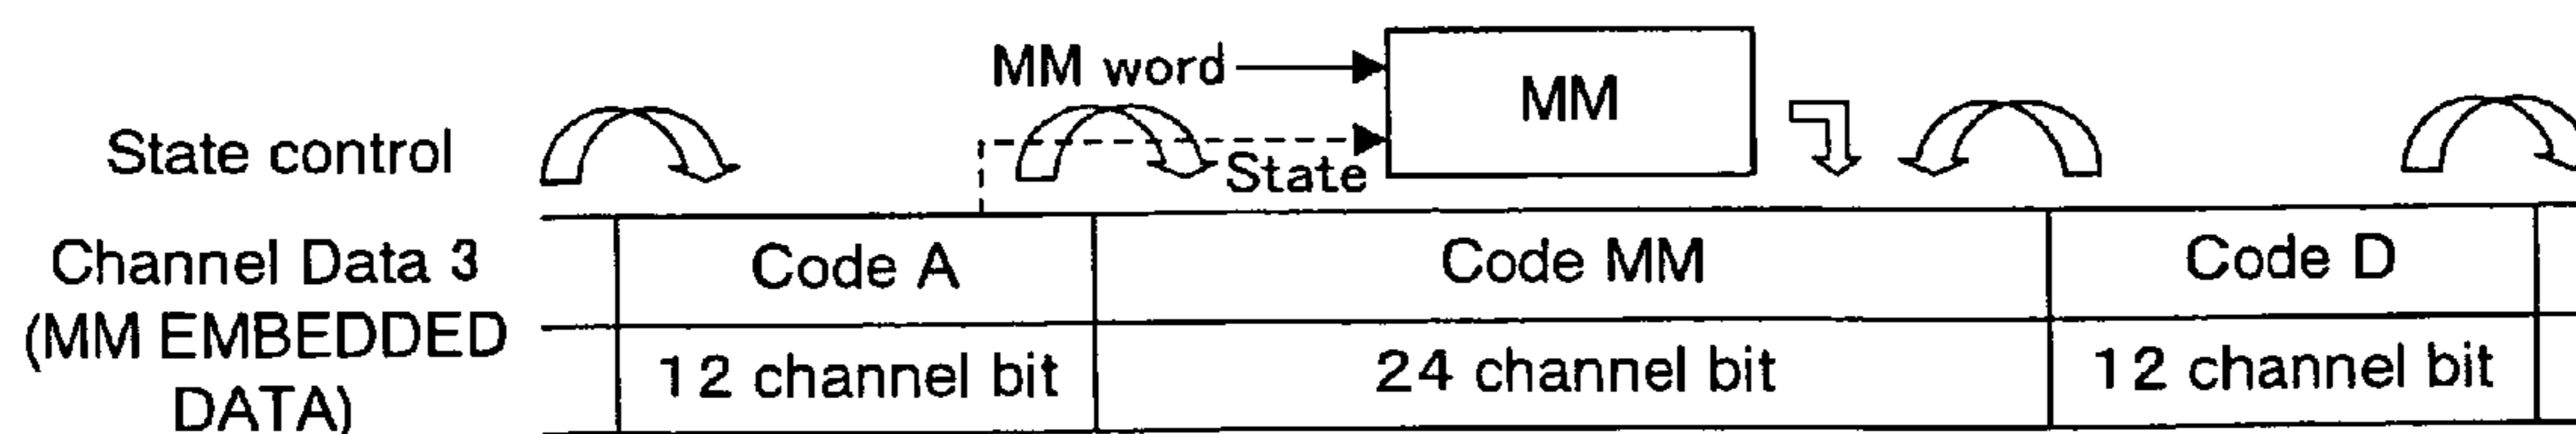 MM word
MM
State control
State
Channel Data 3
(MM EMBEDDED
DATA)
Code A
Code MM
Code D
12 channel bit
24 channel bit
12 channel bit